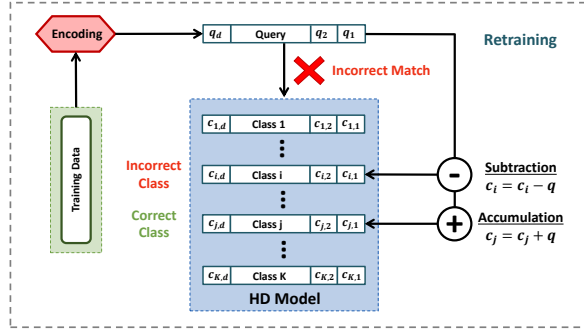 Encoding
q_d Query q_2 q_1
Retraining
Incorrect Match
Training Data
c_{1,d} Class 1 c_{1,2} c_{1,1}
Incorrect
Class
c_{i,d} Class i c_{i,2} c_{i,1}
-
Subtraction
c_i = c_i − q
Correct
Class
c_{j,d} Class j c_{j,2} c_{j,1}
+
Accumulation
c_j = c_j + q
c_{K,d} Class K c_{K,2} c_{K,1}
HD Model